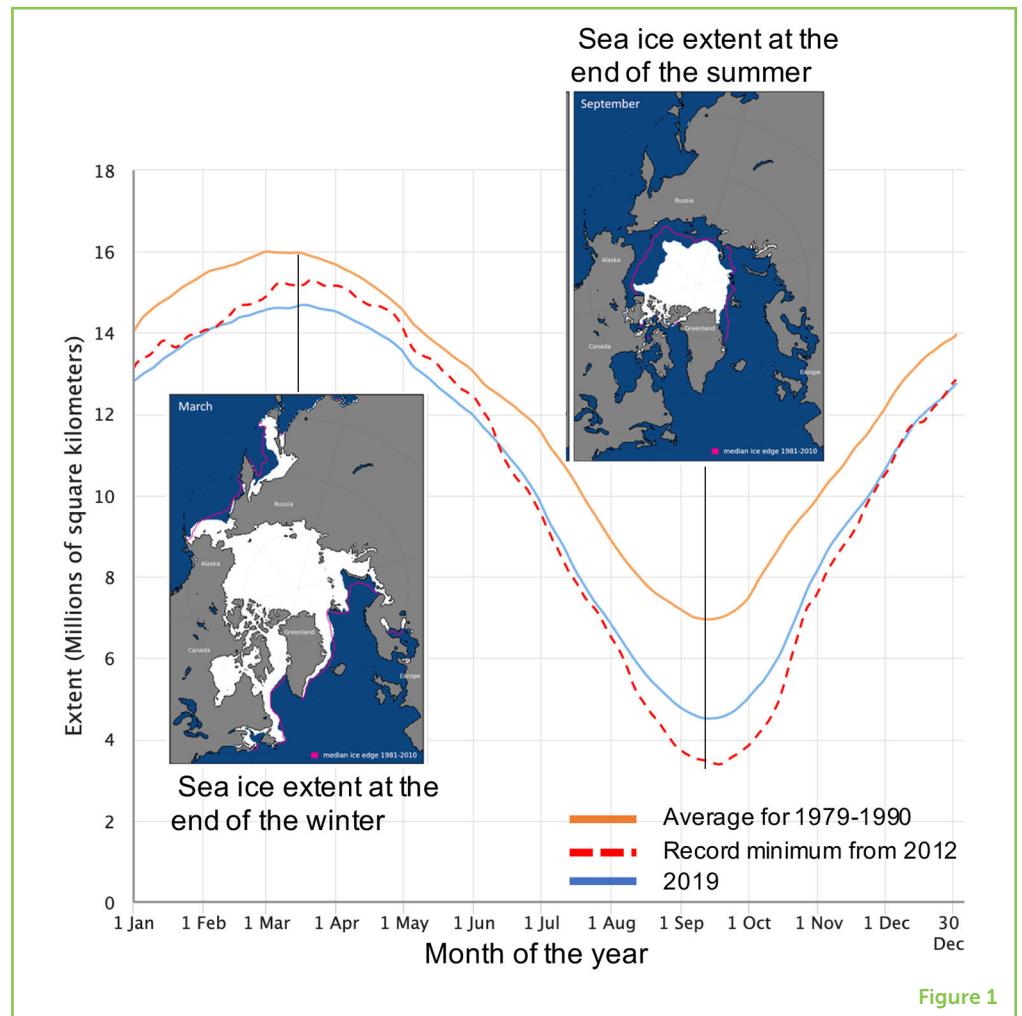 Sea ice extent at the
end of the summer
September
Russia
Alaska
Greenland
Canada
Europe
median ice edge 1981-2010
18
16
14
12
10
8
6
4
2
0
Extent (Millions of square kilometers)
March
Russia
Alaska
Greenland
Canada
Europe
median ice edge 1981-2010
Sea ice extent at the
end of the winter
Average for 1979-1990
Record minimum from 2012
2019
1 Jan
1 Feb
1 Mar
1 Apr
1 May
1 Jun
1 Jul
1 Aug
1 Sep
1 Oct
1 Nov
1 Dec
30
Dec
Month of the year
Figure 1